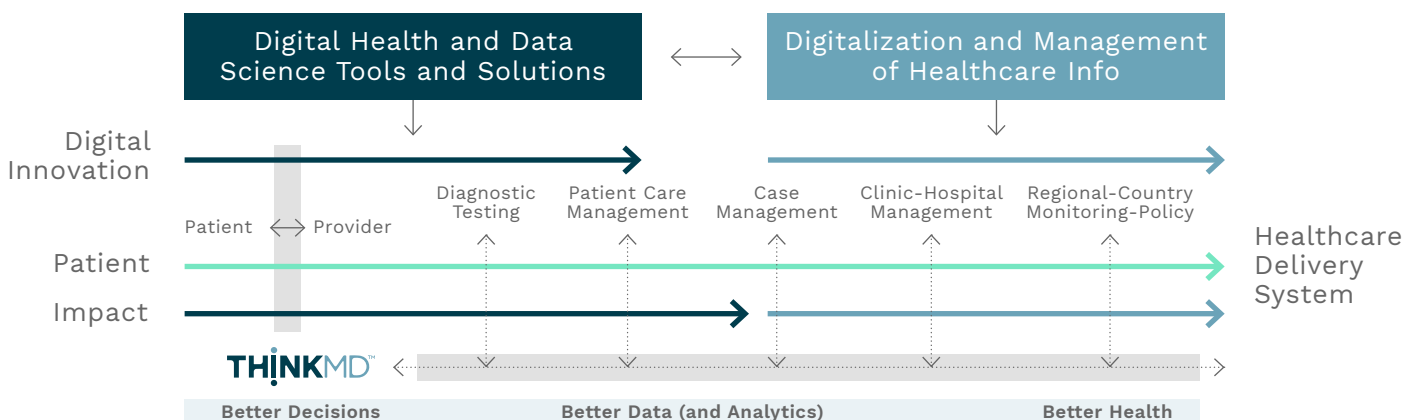 Digital Health and Data
Science Tools and Solutions
Digitalization and Management
of Healthcare Info
Digital
Innovation
Diagnostic
Testing
Patient Care
Management
Case
Management
Clinic-Hospital
Management
Regional-Country
Monitoring-Policy
Patient
Provider
Patient
Impact
Healthcare
Delivery
System
THiNKMD™
Better Decisions
Better Data (and Analytics)
Better Health